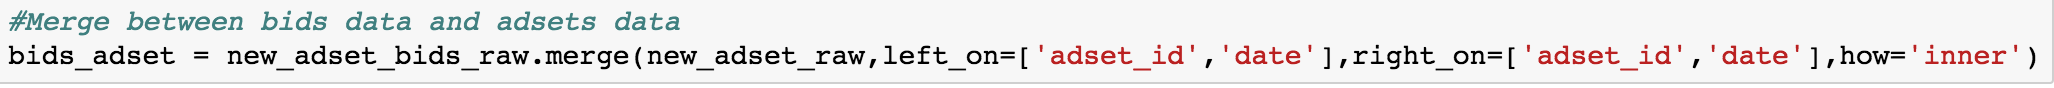 #Merge between bids data and adsets data
bids_adset = new_adset_bids_raw.merge(new_adset_raw,left_on=['adset_id','date'],right_on=['adset_id','date'],how='inner')